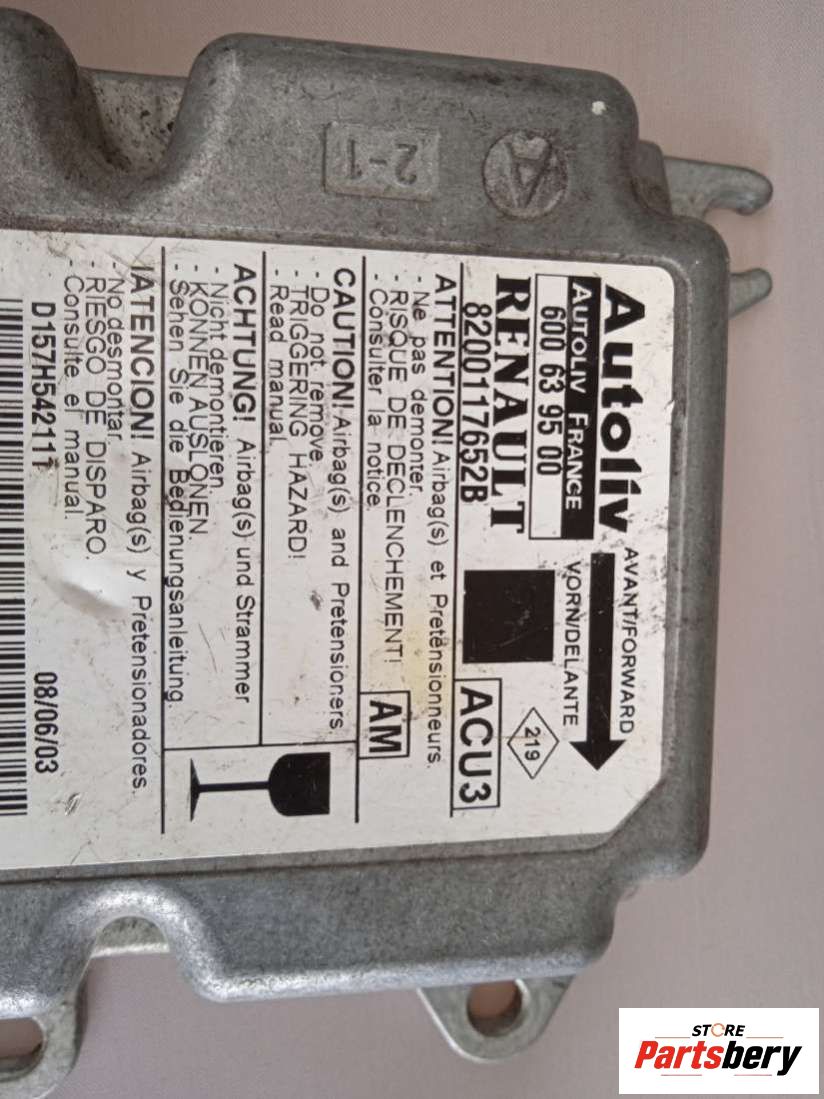 2-1
A
Autoliv
AVANT/FORWARD
AUTOLIV FRANCE
VORN/DELANTE
600 63 95 00
219
RENAULT
8200117652B
ACU3
ATTENTION! Airbag(s) et Pretensionneurs.
- Ne pas demonter.
- RISQUE DE DECLENCHEMENT!
- Consulter la notice.
AM
CAUTION! Airbag(s) and Pretensioners
- Do not remove.
- TRIGGERING HAZARD!
- Read manual.
ACHTUNG! Airbag(s) und Strammer
- Nicht demontieren.
- KONNEN AUSLONEN.
- Sehen Sie die Bedienungsanleitung.
!ATENCION! Airbag(s) y Pretensionadores.
- No desmontar.
- RIESGO DE DISPARO.
- Consulte el manual.
D157H542111
08/06/03
STORE
Partsbery